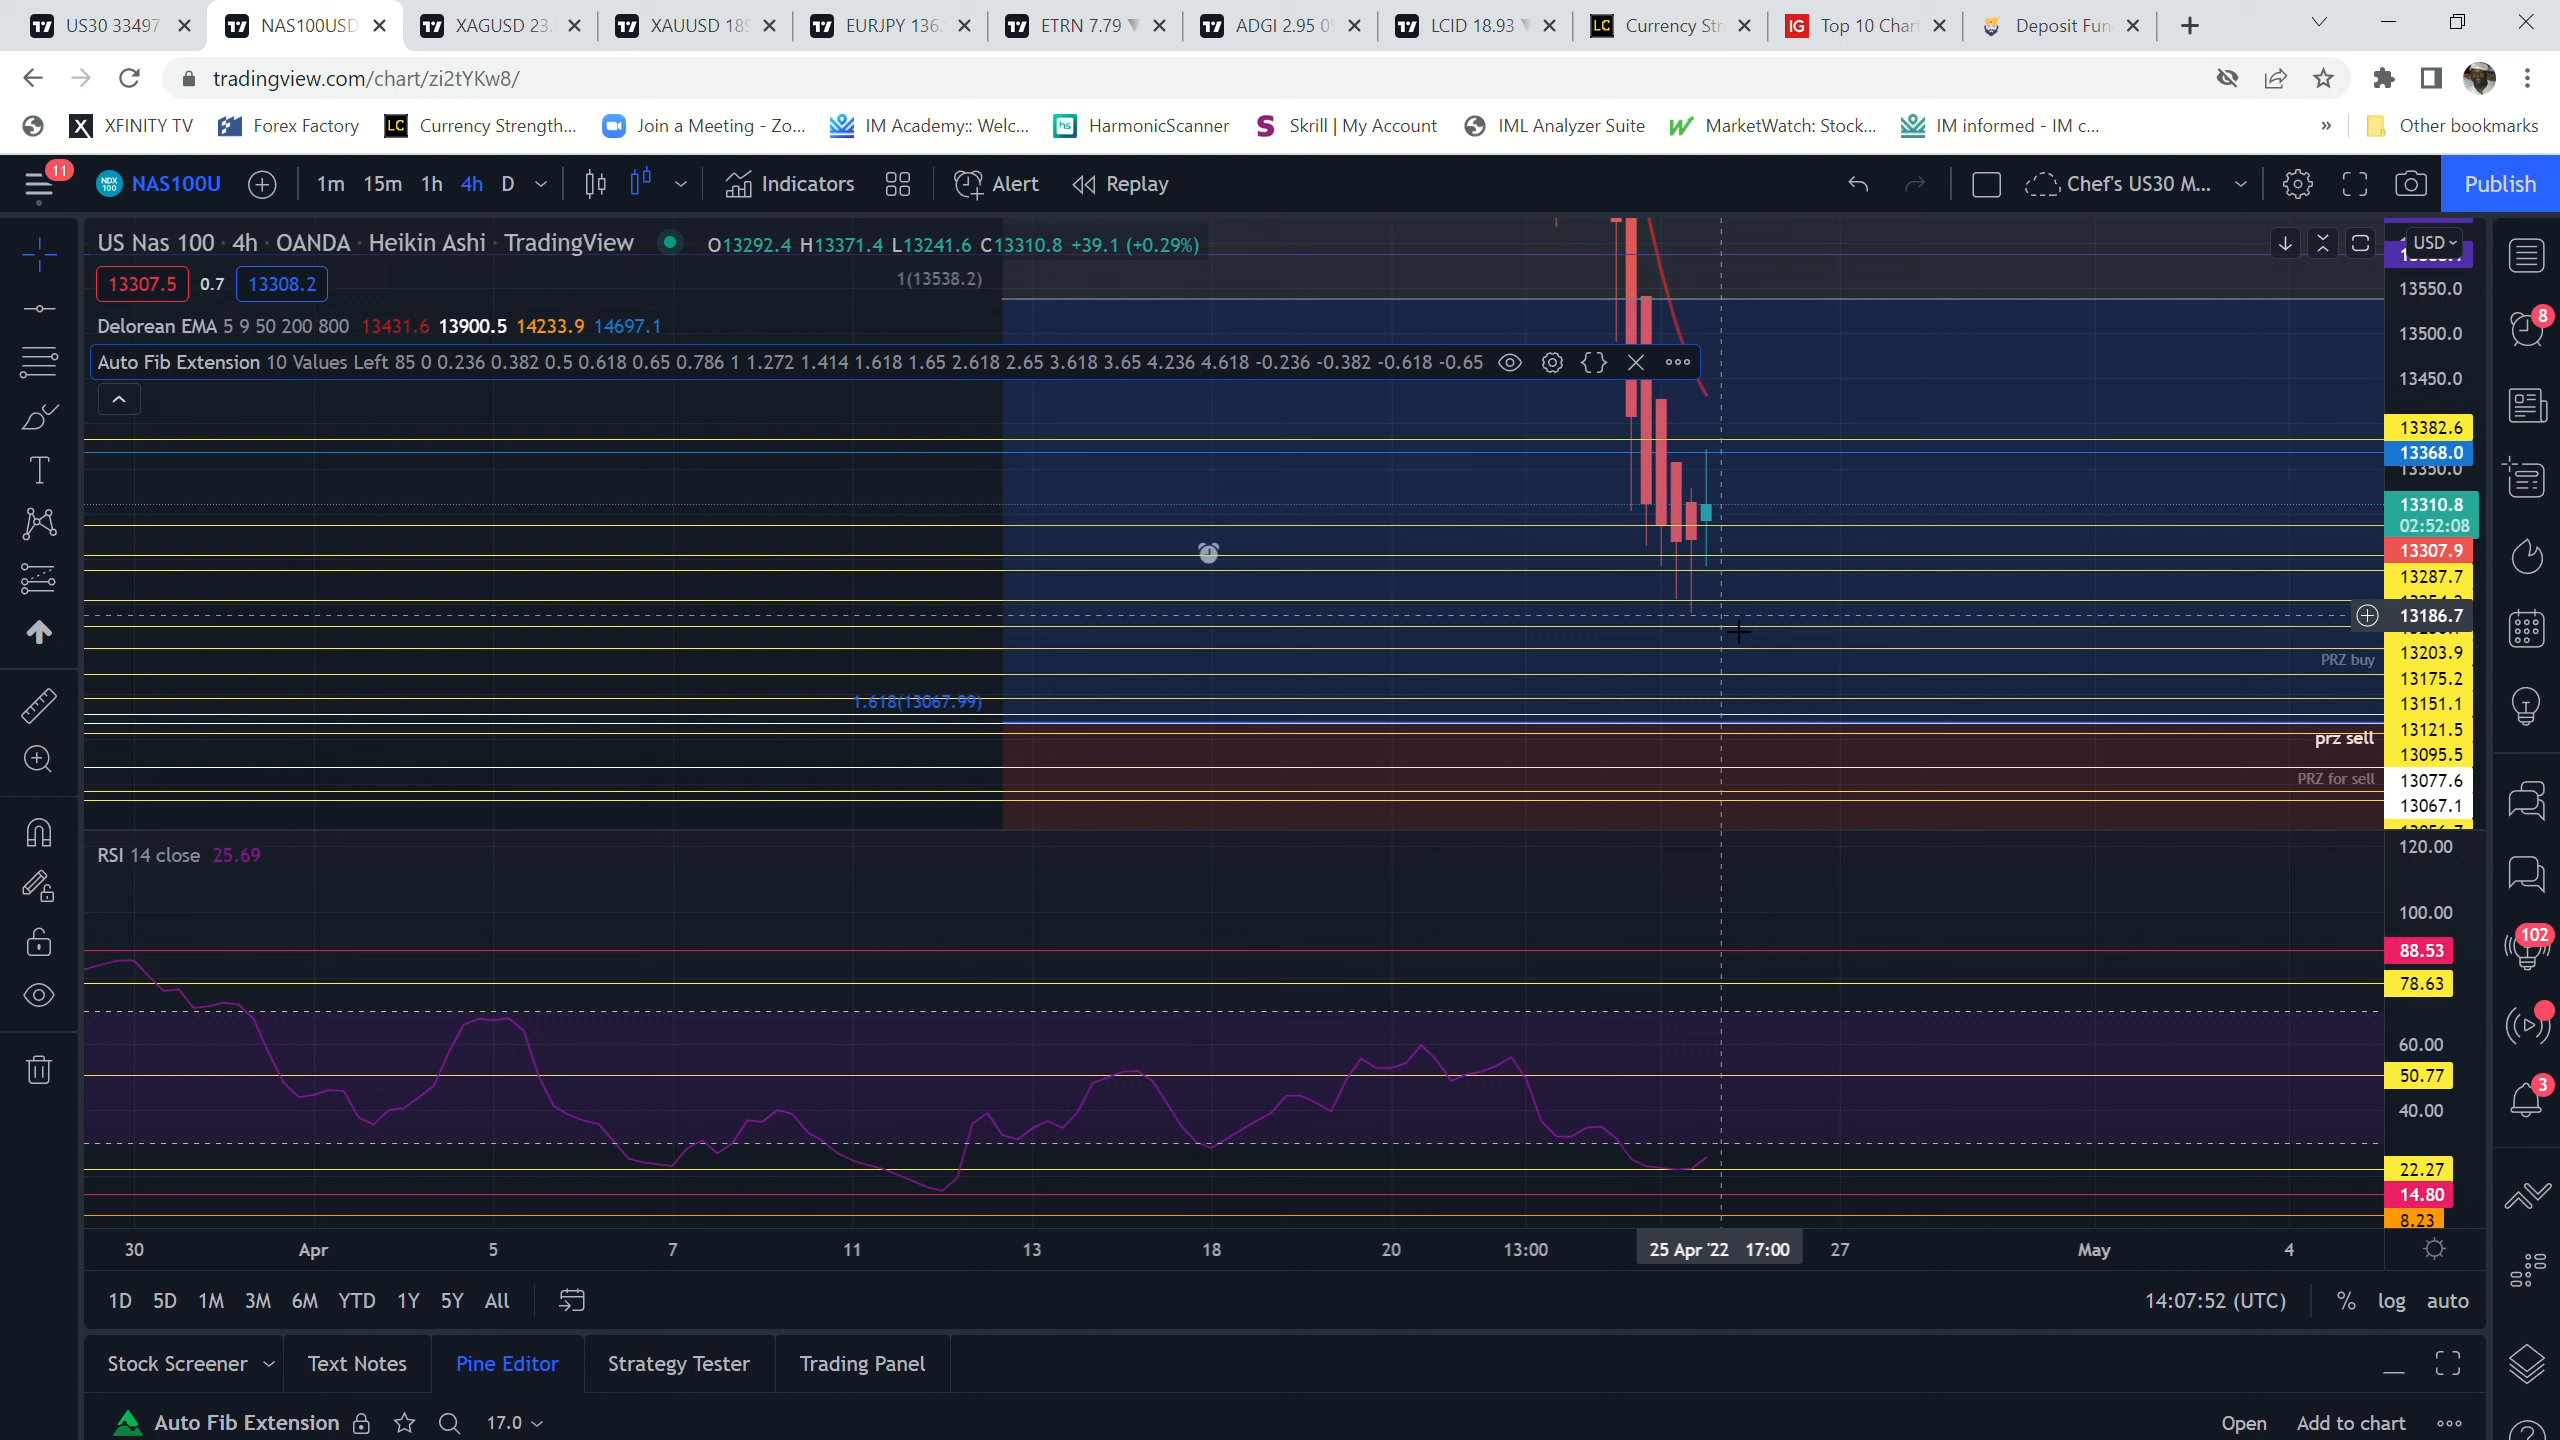 US30 33497
NAS100USD
XAGUSD 23.
XAUUSD 189
EURJPY 136.
ETRN 7.79
ADGI 2.95 0%
LCID 18.93
LC Currency Str
IG Top 10 Char
Deposit Fun
tradingview.com/chart/zi2tYKw8/
XFINITY TV
Forex Factory
LC Currency Strength...
Join a Meeting - Zo...
IM Academy:: Welc...
hs HarmonicScanner
S Skrill | My Account
IML Analyzer Suite
MarketWatch: Stock...
IM informed - IM c...
»
Other bookmarks
11
NAS100U
1m 15m 1h 4h D
Indicators
Alert
Replay
Chef's US30 M...
Publish
US Nas 100 · 4h · OANDA · Heikin Ashi · TradingView
O13292.4 H13371.4 L13241.6 C13310.8 +39.1 (+0.29%)
USD
13307.5 0.7 13308.2
1(13538.2)
13550.0
Delorean EMA 5 9 50 200 800 13431.6 13900.5 14233.9 14697.1
13500.0
Auto Fib Extension 10 Values Left 85 0 0.236 0.382 0.5 0.618 0.65 0.786 1 1.272 1.414 1.618 1.65 2.618 2.65 3.618 3.65 4.236 4.618 -0.236 -0.382 -0.618 -0.65
13450.0
13382.6
13368.0
13350.0
13310.8
02:52:08
13307.9
13287.7
13186.7
13203.9
PRZ buy
13175.2
1.618(13067.99)
13151.1
13121.5
prz sell
13095.5
PRZ for sell
13077.6
13067.1
RSI 14 close 25.69
120.00
100.00
88.53
78.63
60.00
50.77
40.00
22.27
14.80
8.23
8
102
3
30 Apr 5 7 11 13 18 20 13:00 25 Apr '22 17:00 27 May 4
1D 5D 1M 3M 6M YTD 1Y 5Y All
14:07:52 (UTC)
% log auto
Stock Screener
Text Notes
Pine Editor
Strategy Tester
Trading Panel
Auto Fib Extension
17.0
Open
Add to chart